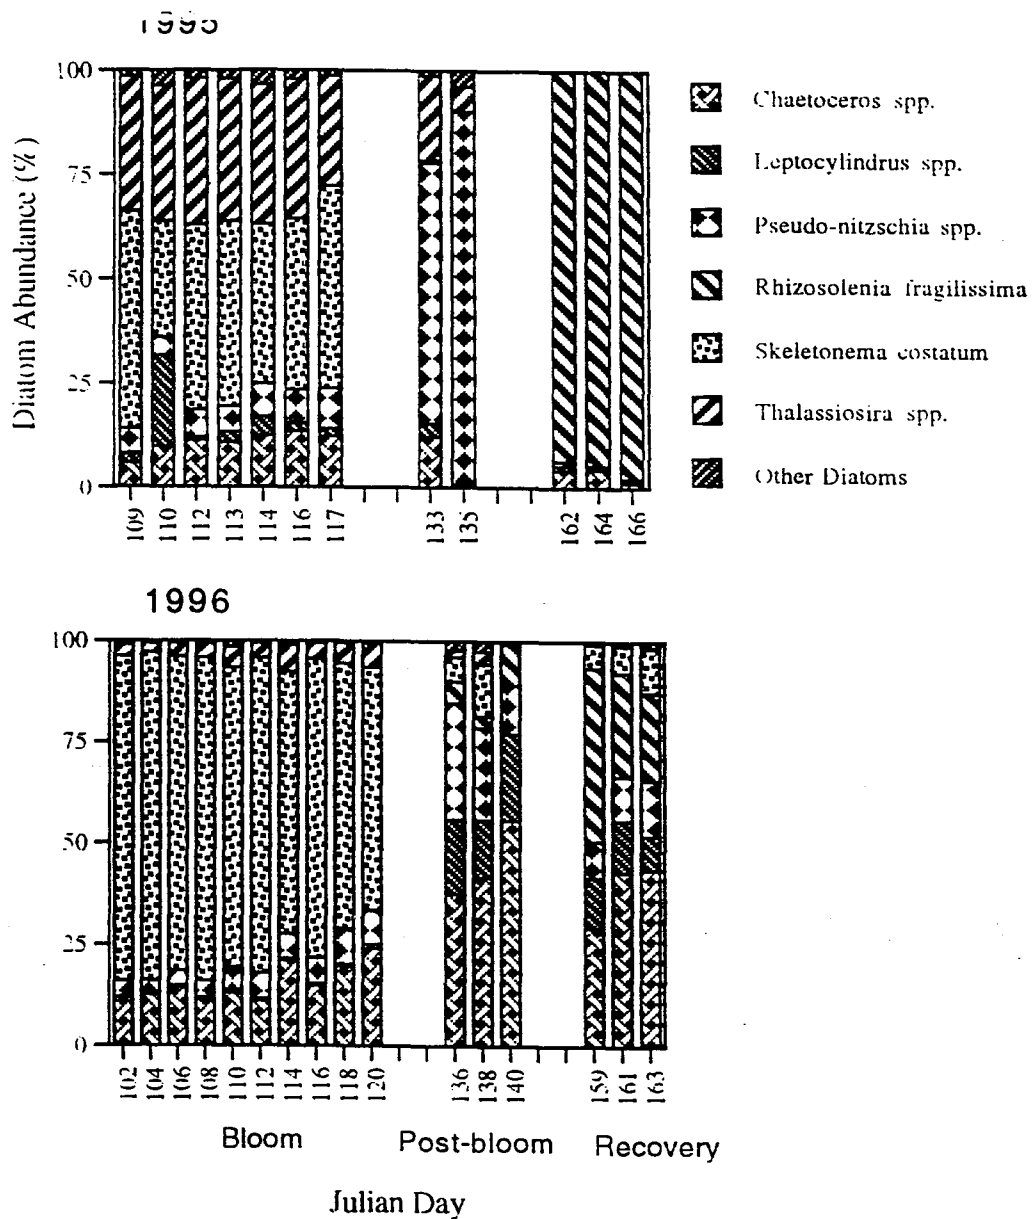 1995
100
75
50
25
0
Diatom Abundance (%)
109 110 112 113 114 116 117 133 135 162 164 166
Chaetoceros spp.
Leptocylindrus spp.
Pseudo-nitzschia spp.
Rhizosolenia fragilissima
Skeletonema costatum
Thalassiosira spp.
Other Diatoms
1996
100
75
50
25
0
102 104 106 108 110 112 114 116 118 120 136 138 140 159 161 163
Bloom Post-bloom Recovery
Julian Day